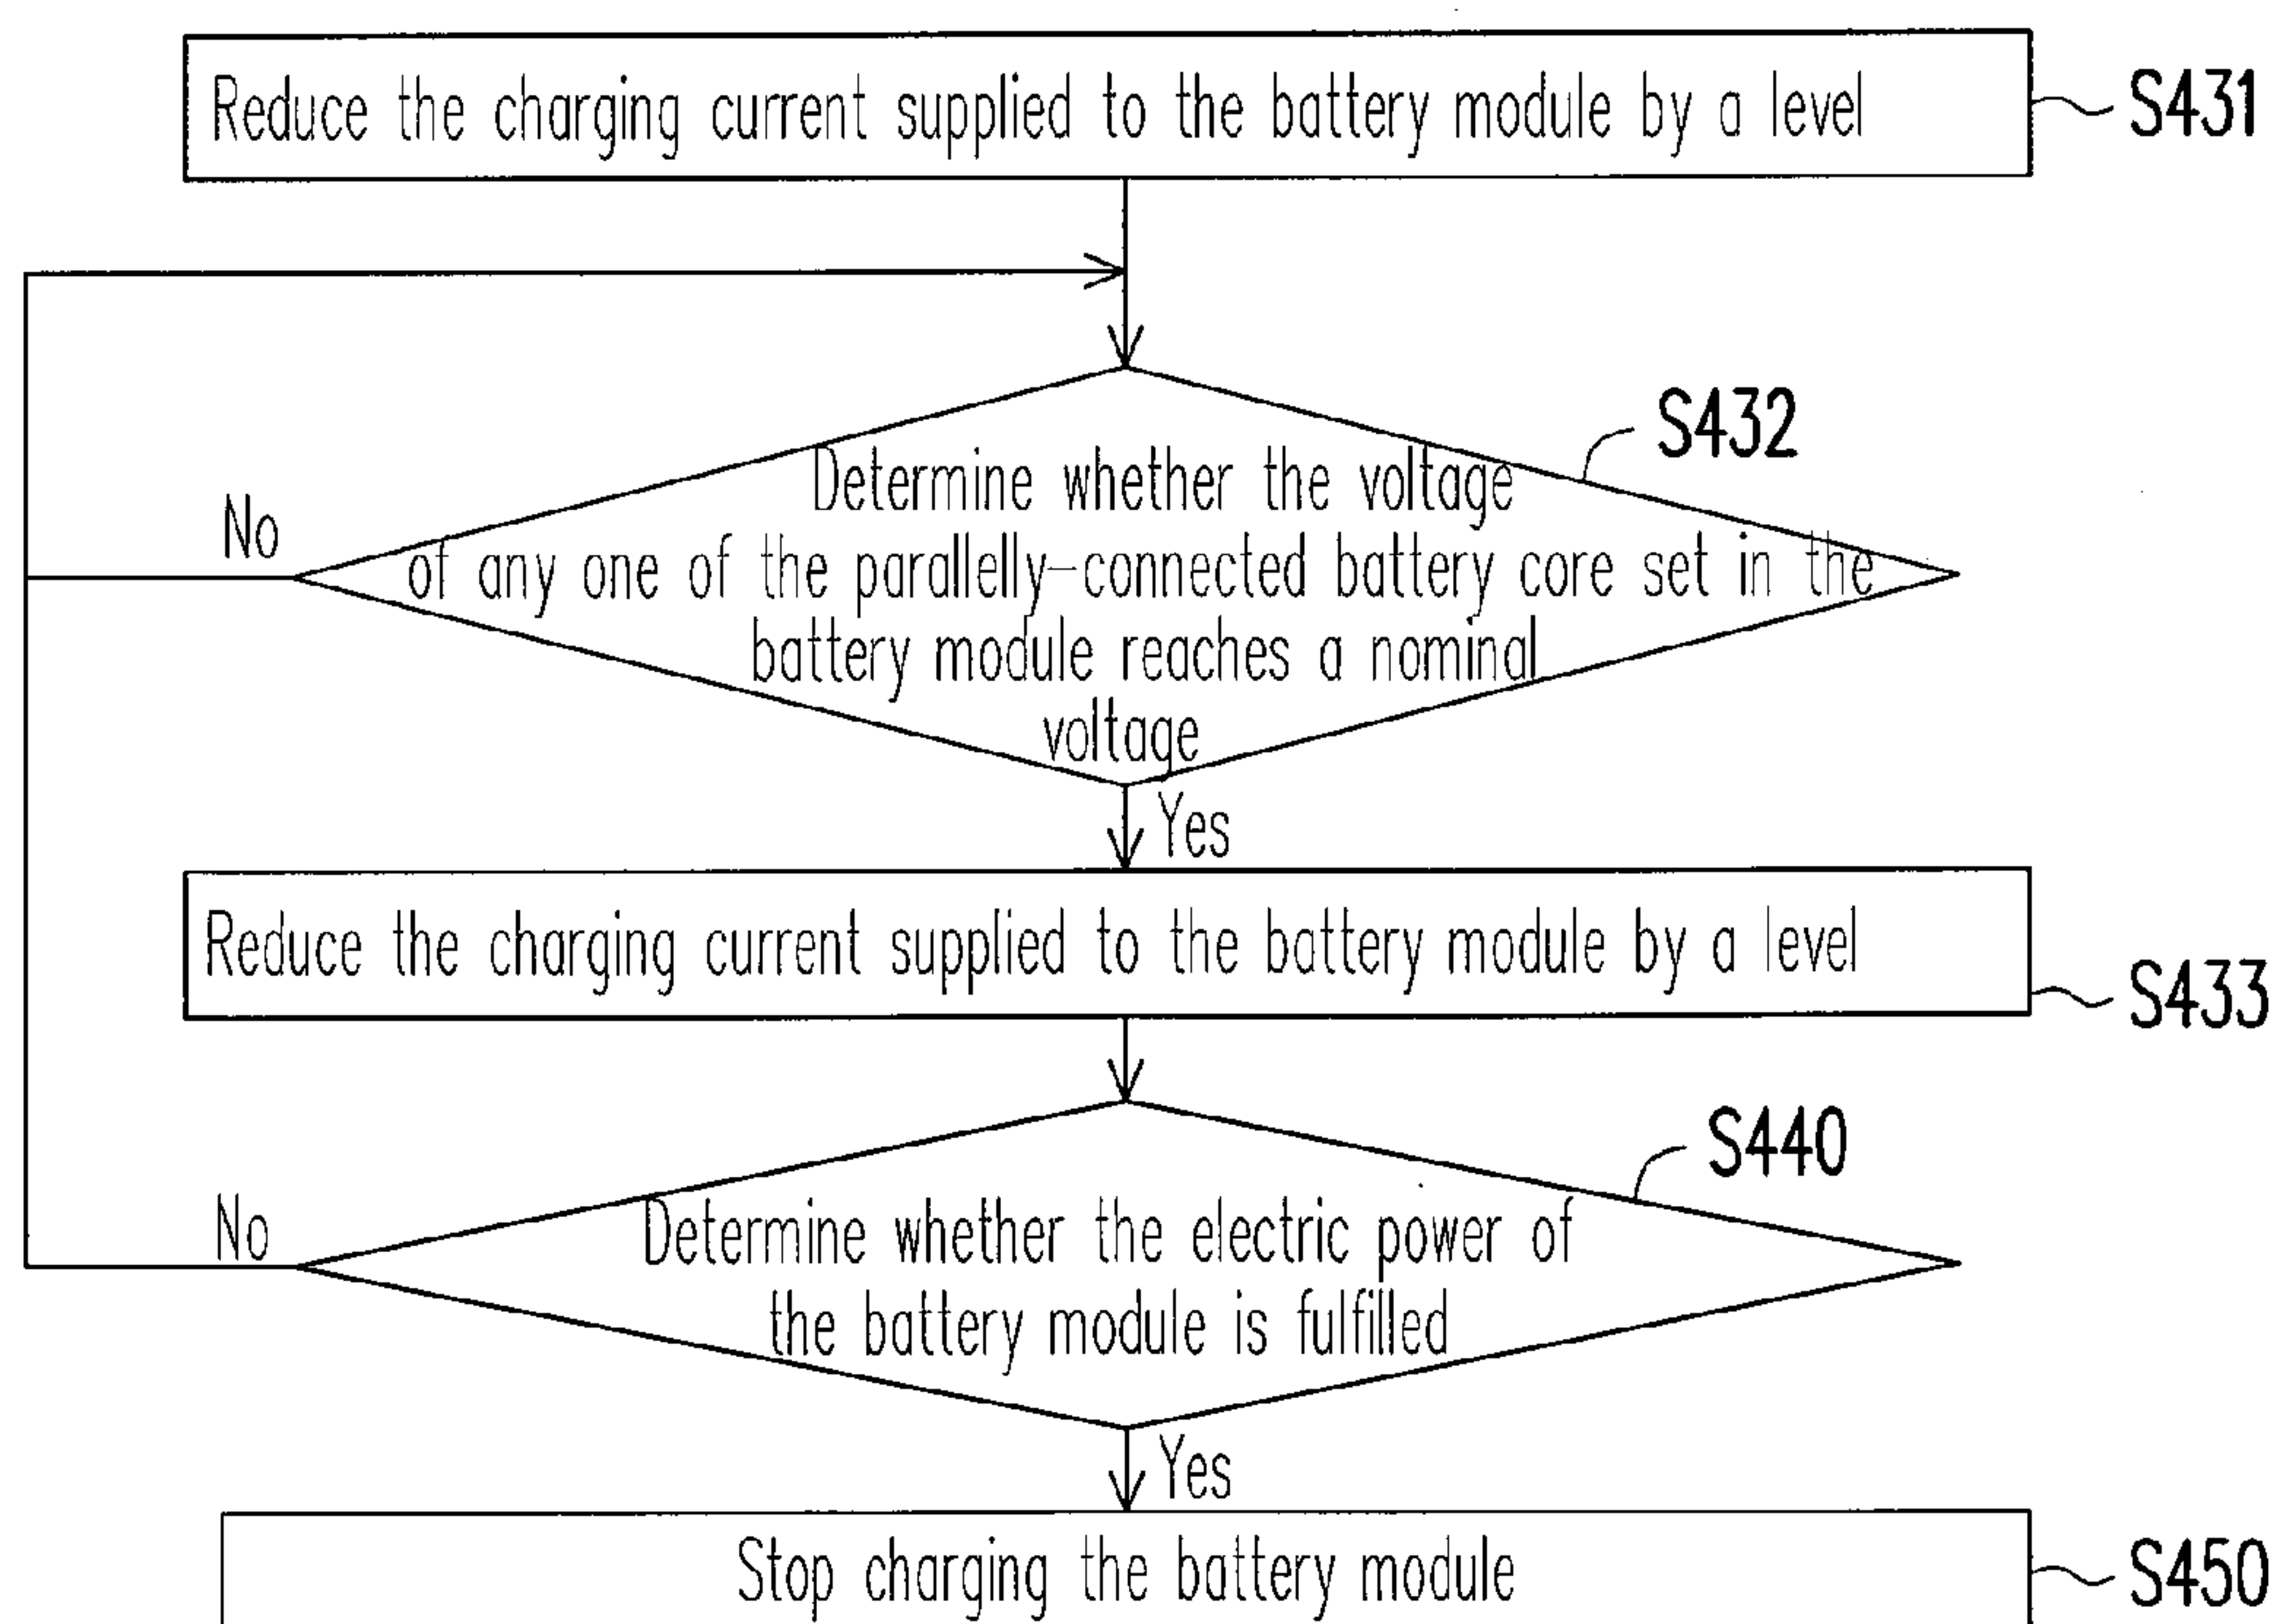 Reduce the charging current supplied to the battery module by a level
S431
S432
Determine whether the voltage
of any one of the parallelly-connected battery core set in the
battery module reaches a nominal
voltage
No
Yes
Reduce the charging current supplied to the battery module by a level
S433
S440
Determine whether the electric power of
the battery module is fulfilled
No
Yes
Stop charging the battery module
S450